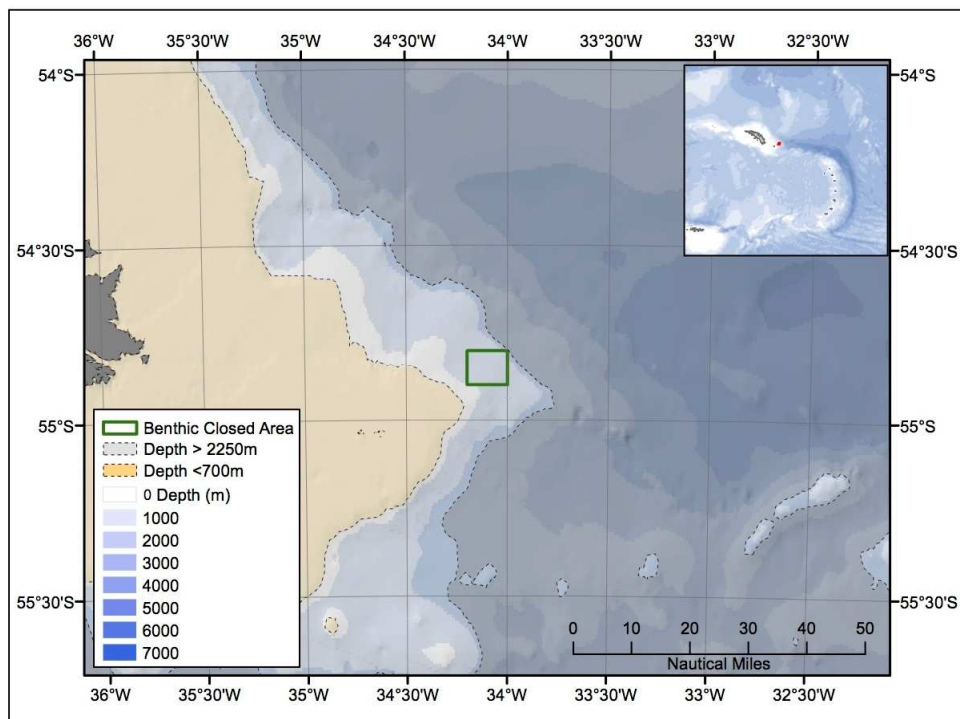 36°W 35°30'W 35°W 34°30'W 34°W 33°30'W 33°W 32°30'W
54°S 54°S
54°30'S 54°30'S
55°S 55°S
Benthic Closed Area
Depth > 2250m
Depth <700m
0 Depth (m)
1000
2000
3000
4000
5000
6000
7000
55°30'S 55°30'S
0 10 20 30 40 50
Nautical Miles
36°W 35°30'W 35°W 34°30'W 34°W 33°30'W 33°W 32°30'W